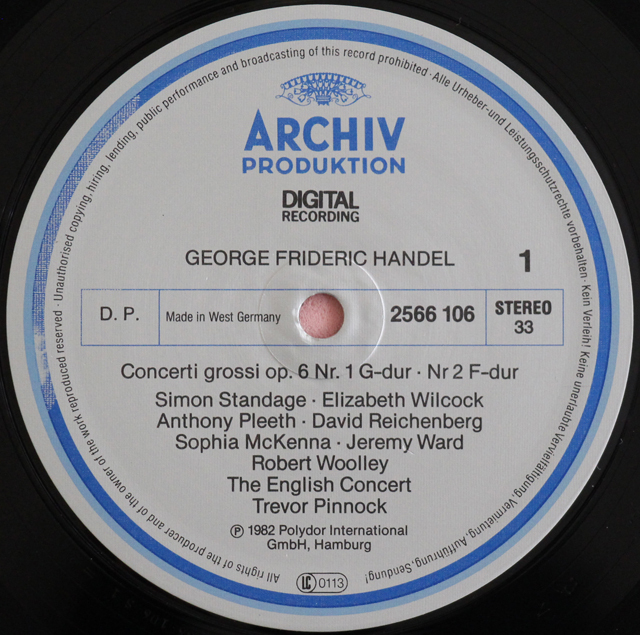 All rights of the producer and of the owner of the work reproduced reserved · Unauthorised copying, hiring, lending, public performance and broadcasting of this record prohibited · Alle Urheber-und Leistungsschutzrechte vorbehalten · Kein Verleih! Keine unerlaubte Vervielfältigung, Vermietung, Aufführung, Sendung!
ARCHIV
PRODUKTION
DIGITAL
RECORDING
GEORGE FRIDERIC HANDEL
1
D. P.
Made in West Germany
2566 106
STEREO
33
Concerti grossi op. 6 Nr. 1 G-dur · Nr 2 F-dur
Simon Standage · Elizabeth Wilcock
Anthony Pleeth · David Reichenberg
Sophia McKenna · Jeremy Ward
Robert Woolley
The English Concert
Trevor Pinnock
℗ 1982 Polydor International
GmbH, Hamburg
LC 0113